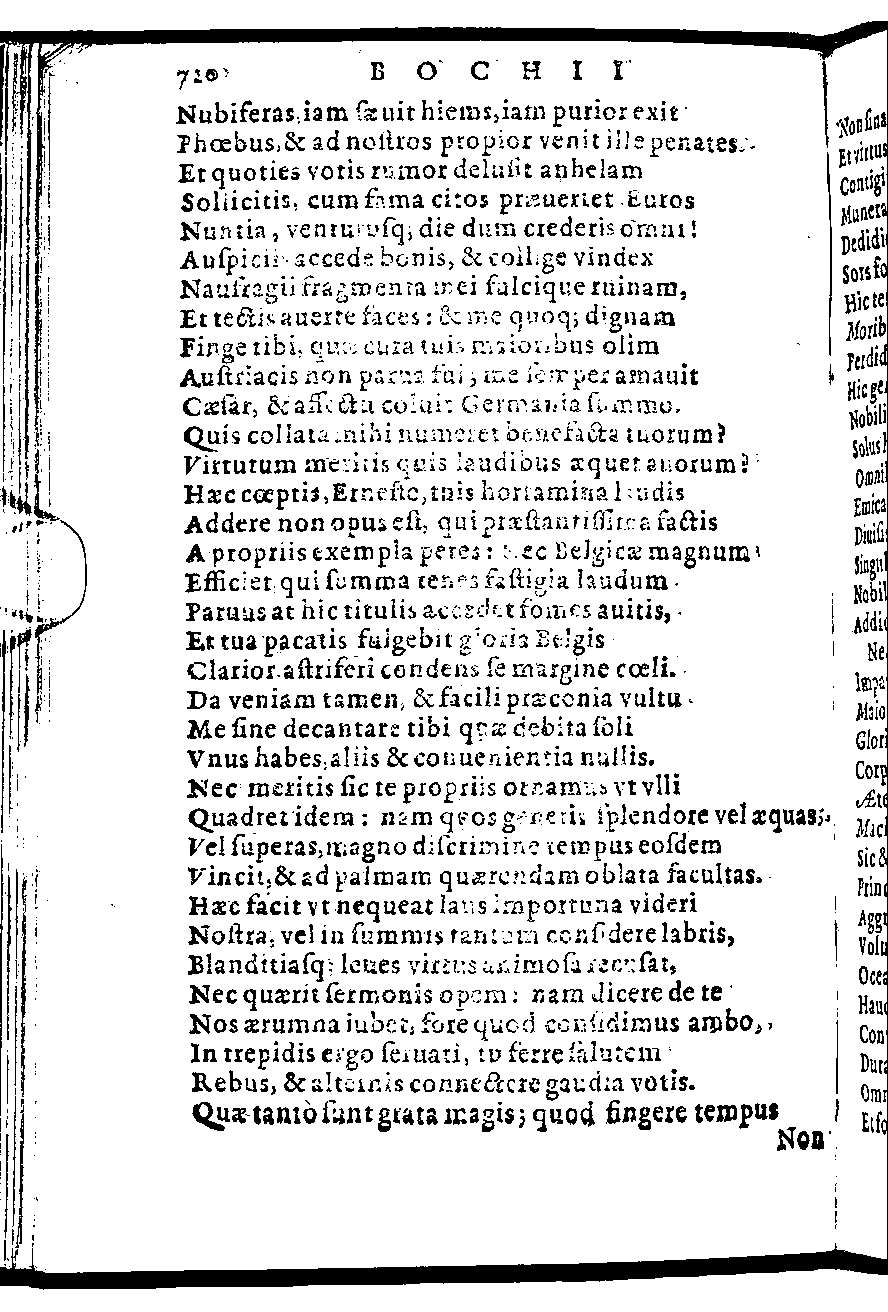 720 BOCHII
Nubiferas, iam ſæuit hiems, iam purior exit
Phœbus, & ad noſtros propior venit ille penates.
Et quoties votis rumor deluſit anhelam
Sollicitis, cum fama citos præuertet Euros
Nuntia, venturoſq; die dum crederis omni!
Auſpiciis accede bonis, & collige vindex
Naufragii fragmenta mei fulcique ruinam,
Et tectis auerte faces: & me quoq; dignam
Finge tibi, quæ cura tuis maioribus olim
Auſtriacis non parua fui; me ſemper amauit
Cæſar, & affectu coluit Germania ſummo.
Quis collata mihi numeret benefacta tuorum?
Virtutum meritis quis laudibus æquet auorum?
Hæc cœptis, Erneſte, tuis hortamina laudis
Addere non opus eſt, qui præſtantiſſima factis
A propriis exempla petes: Nec Belgicæ magnum
Efficiet qui ſumma tenes faſtigia laudum
Paruus at hic titulis accedet fomes auitis,
Et tua pacatis fulgebit gloria Belgis
Clarior aſtriferi condens ſe margine cœli.
Da veniam tamen, & facili præconia vultu
Me ſine decantare tibi quæ debita ſoli
Vnus habes, aliis & conuenientia nullis.
Nec meritis ſic te propriis ornamus vt vlli
Quadret idem: nam quos generis ſplendore vel æquas;
Vel ſuperas, magno diſcrimine tempus eoſdem
Vincit, & ad palmam quærendam oblata facultas.
Hæc facit vt nequeat laus importuna videri
Noſtra, vel in ſummis tantum conſidere labris,
Blanditiaſq; leues virtus animoſa recuſat,
Nec quærit ſermonis opem: nam dicere de te
Nos ærumna iubet, fore quod confidimus ambo,
In trepidis ergo ſeruati, tu ferre ſalutem
Rebus, & alternis connectere gaudia votis.
Quæ tantò ſunt grata magis; quod fingere tempus
Non
Non ſina
Et virtus
Contigi
Munera
Dedidi
Sors fo
Hic te
Morib
Perdid
Hic ge
Nobili
Solus
Omni
Emica
Diuiſi
Singul
Nobil
Addi
Ne
Impa
Maio
Glori
Corp
Æte
Mac
Sic &
Princ
Aggr
Volu
Ocea
Hauc
Con
Dura
Omr
Et fo